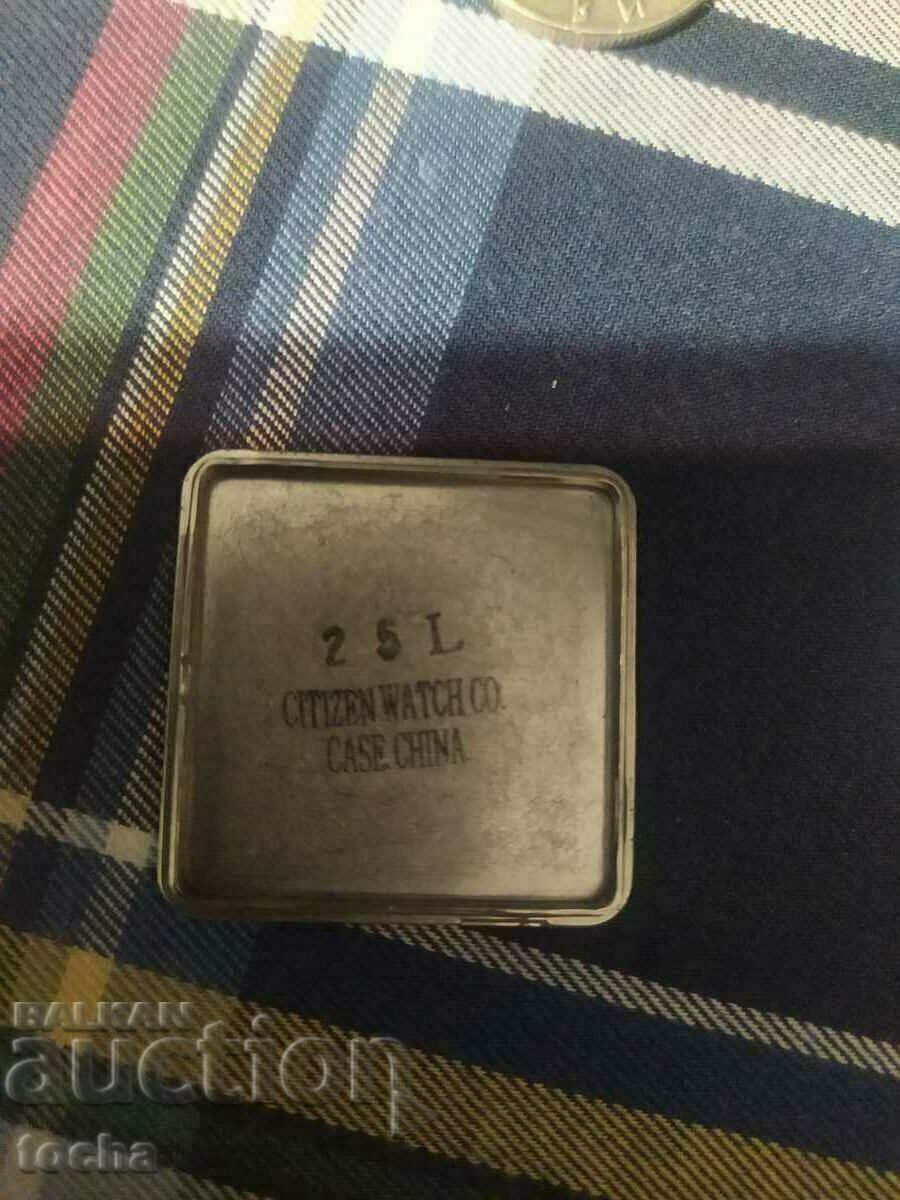 2 5 L
CITIZEN WATCH CO.
CASE. CHINA
BALKAN
auction
tocha